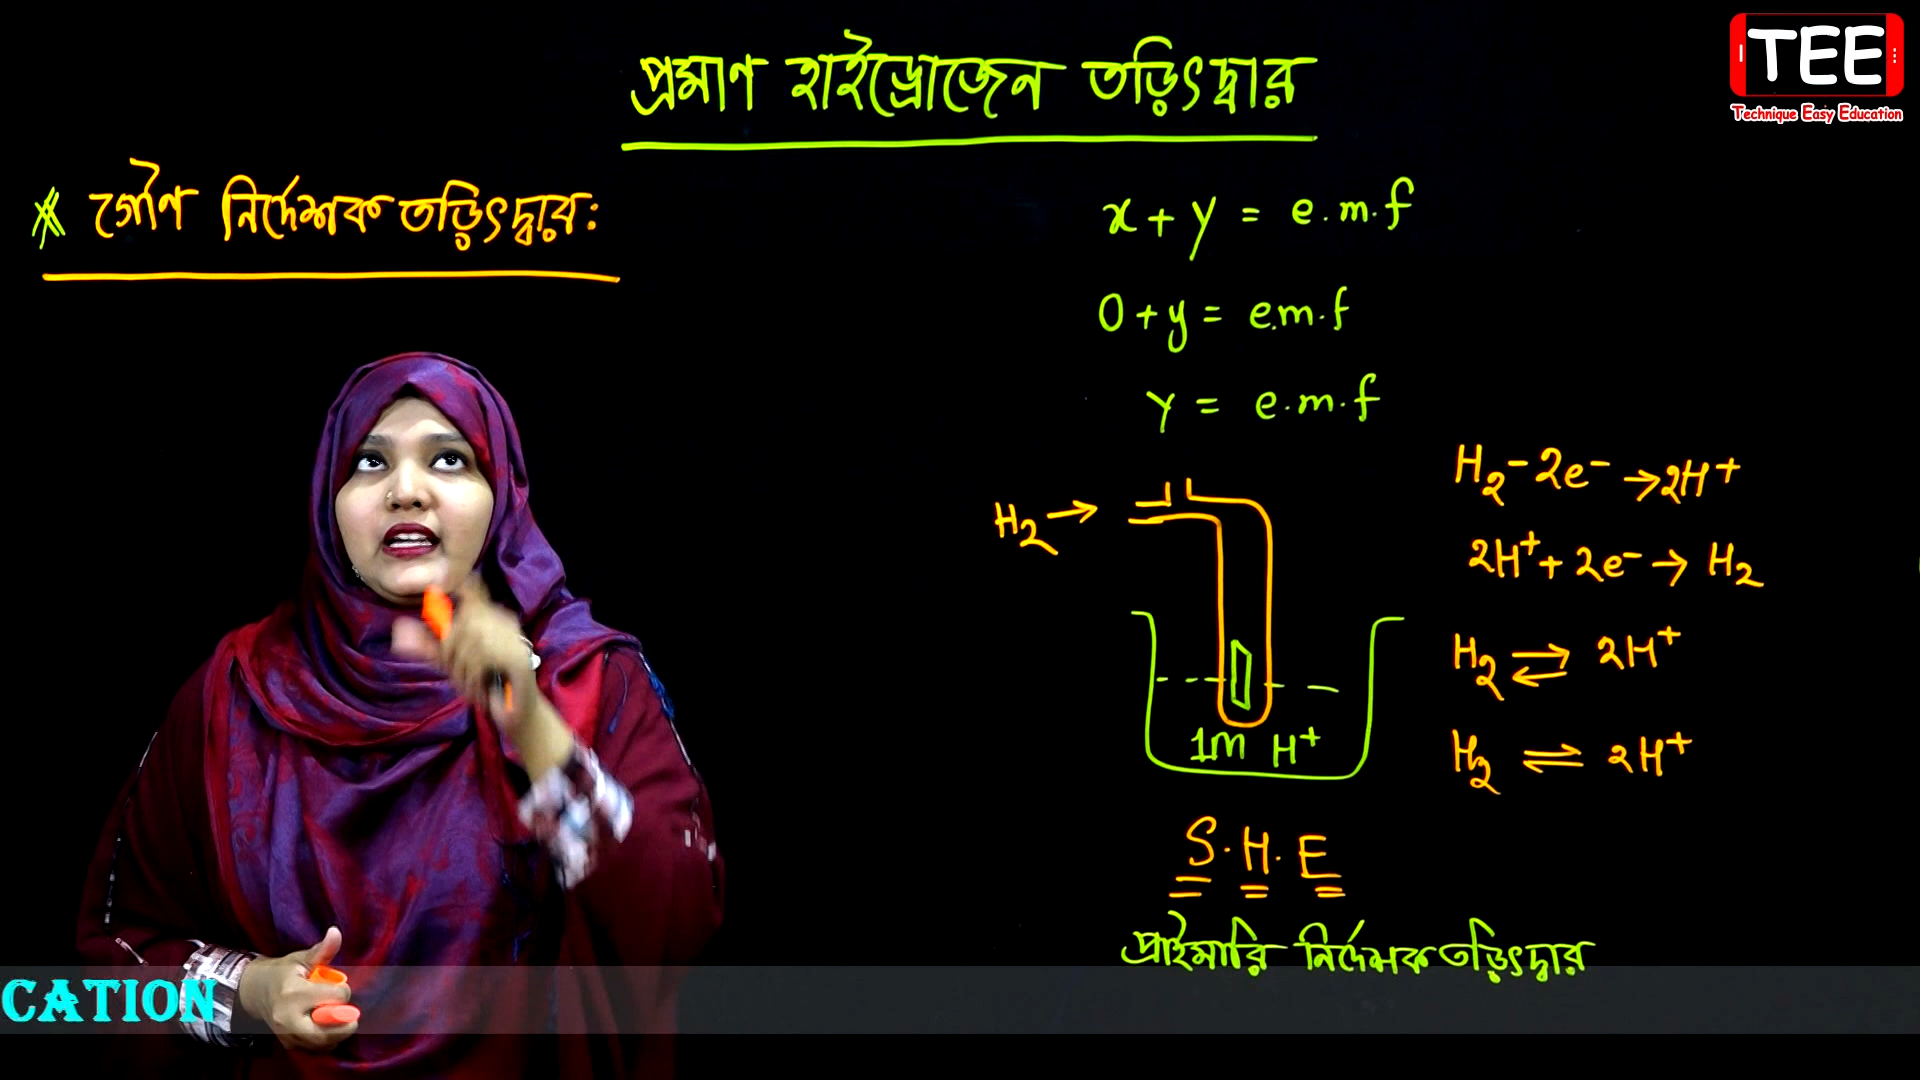 প্রমাণ হাইড্রোজেন তড়িৎদ্বার
TEE
Technique Easy Education
* গৌণ নির্দেশক তড়িৎদ্বার:
x + y = e.m.f
0 + y = e.m.f
y = e.m.f
H₂ →
1m H⁺
H₂ - 2e⁻ → 2H⁺
2H⁺ + 2e⁻ → H₂
H₂ ⇌ 2H⁺
H₂ ⇌ 2H⁺
S.H.E
প্রাইমারি নির্দেশক তড়িৎদ্বার
CATION